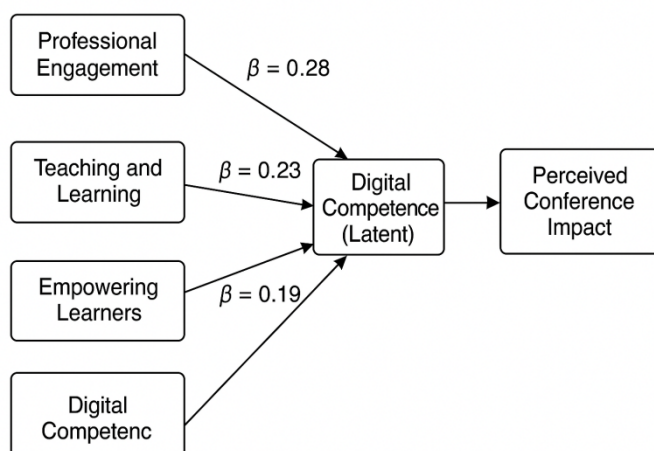 Professional
Engagement
β = 0.28
Teaching and
Learning
β = 0.23
Digital
Competence
(Latent)
Perceived
Conference
Impact
Empowering
Learners
β = 0.19
Digital
Competenc